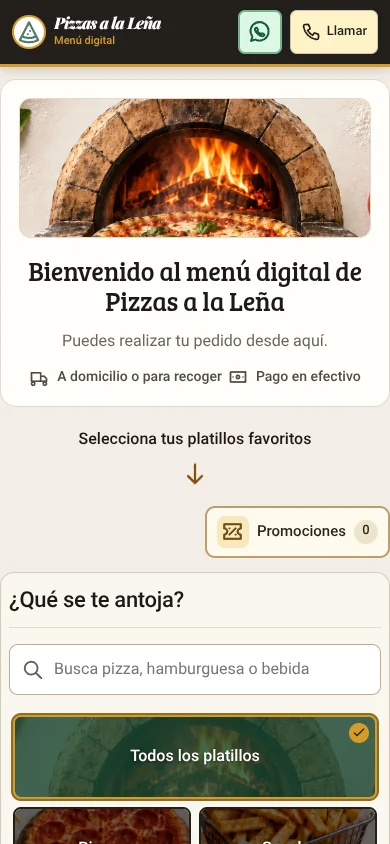 Pizzas a la Leña
Menú digital
Llamar
Bienvenido al menú digital de
Pizzas a la Leña
Puedes realizar tu pedido desde aquí.
A domicilio o para recoger
Pago en efectivo
Selecciona tus platillos favoritos
Promociones
0
¿Qué se te antoja?
Busca pizza, hamburguesa o bebida
Todos los platillos